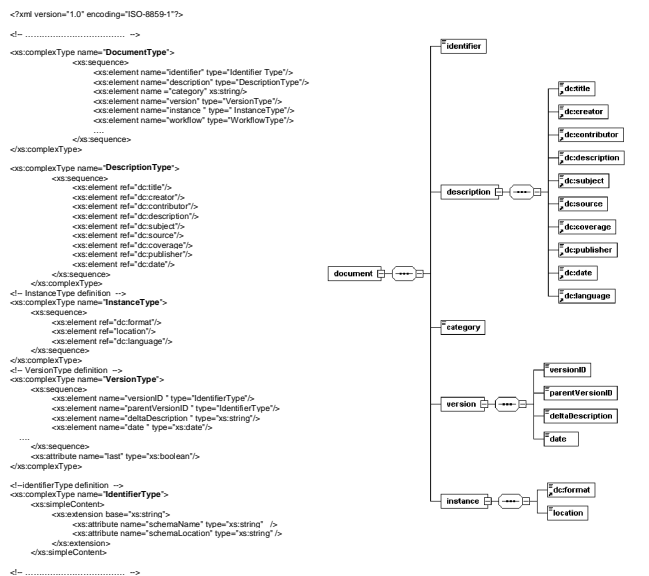 <?xml version="1.0" encoding="ISO-8859-1"?>
<!-- ................................... -->
<xs:complexType name="DocumentType">
<xs:sequence>
<xs:element name="identifier" type="Identifier Type"/>
<xs:element name="description" type="DescriptionType"/>
<xs:element name ="category" xs:string/>
<xs:element name="version" type="VersionType"/>
<xs:element name="instance " type=" InstanceType"/>
<xs:element name="workflow" type="WorkflowType"/>
....
</xs:sequence>
</xs:complexType>
<xs:complexType name="DescriptionType">
<xs:sequence>
<xs:element ref="dc:title"/>
<xs:element ref="dc:creator"/>
<xs:element ref="dc:contributor"/>
<xs:element ref="dc:description"/>
<xs:element ref="dc:subject"/>
<xs:element ref="dc:source"/>
<xs:element ref="dc:coverage"/>
<xs:element ref="dc:publisher"/>
<xs:element ref="dc:date"/>
</xs:sequence>
</xs:complexType>
<!-- InstanceType definition -->
<xs:complexType name="InstanceType">
<xs:sequence>
<xs:element ref="dc:format"/>
<xs:element ref="location"/>
<xs:element ref="dc:language"/>
</xs:sequence>
</xs:complexType>
<!-- VersionType definition -->
<xs:complexType name="VersionType">
<xs:sequence>
<xs:element name="versionID " type="IdentifierType"/>
<xs:element name="parentVersionID " type="IdentifierType"/>
<xs:element name="deltaDescription " type="xs:string"/>
<xs:element name="date " type="xs:date"/>
....
</xs:sequence>
<xs:attribute name="last" type="xs:boolean"/>
</xs:complexType>
<!--identifierType definition -->
<xs:complexType name="IdentifierType">
<xs:simpleContent>
<xs:extension base="xs:string">
<xs:attribute name="schemaName" type="xs:string" />
<xs:attribute name="schemaLocation" type="xs:string" />
</xs:extension>
</xs:simpleContent>
<!-- ................................... -->
document
identifier
description
dc:title
dc:creator
dc:contributor
dc:description
dc:subject
dc:source
dc:coverage
dc:publisher
dc:date
dc:language
category
version
versionID
parentVersionID
deltaDescription
date
instance
dc:format
location